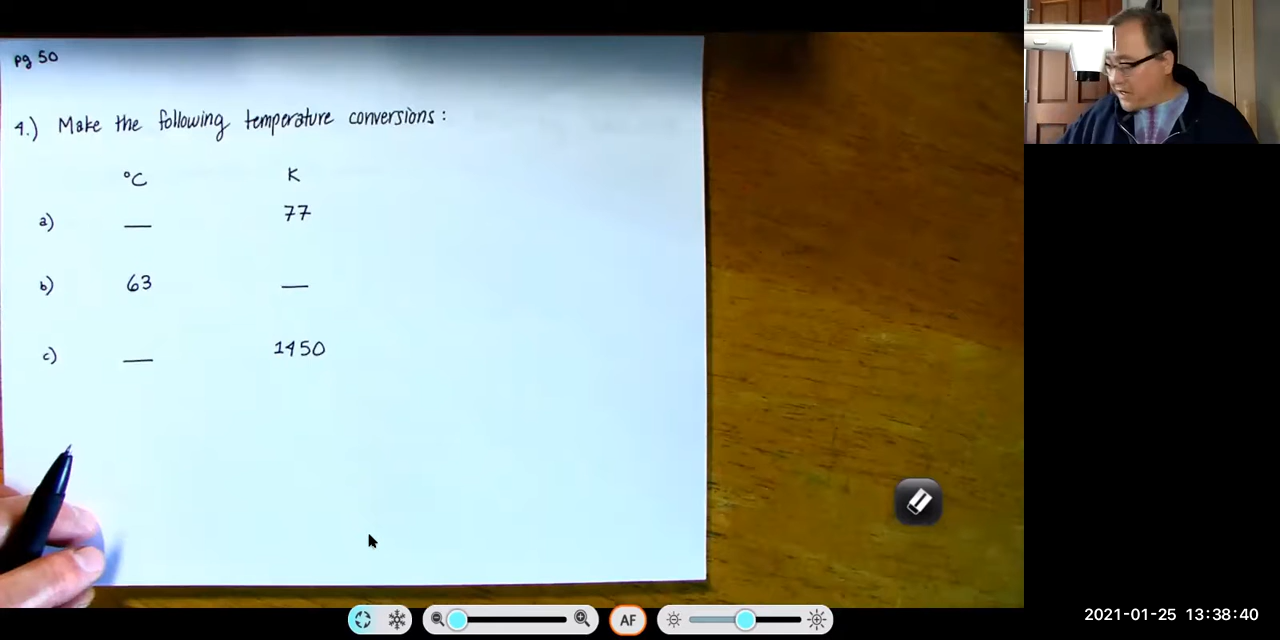 pg 50
4.) Make the following temperature conversions:
°C K
a) __ 77
b) 63 __
c) __ 1450
AF
2021-01-25 13:38:40